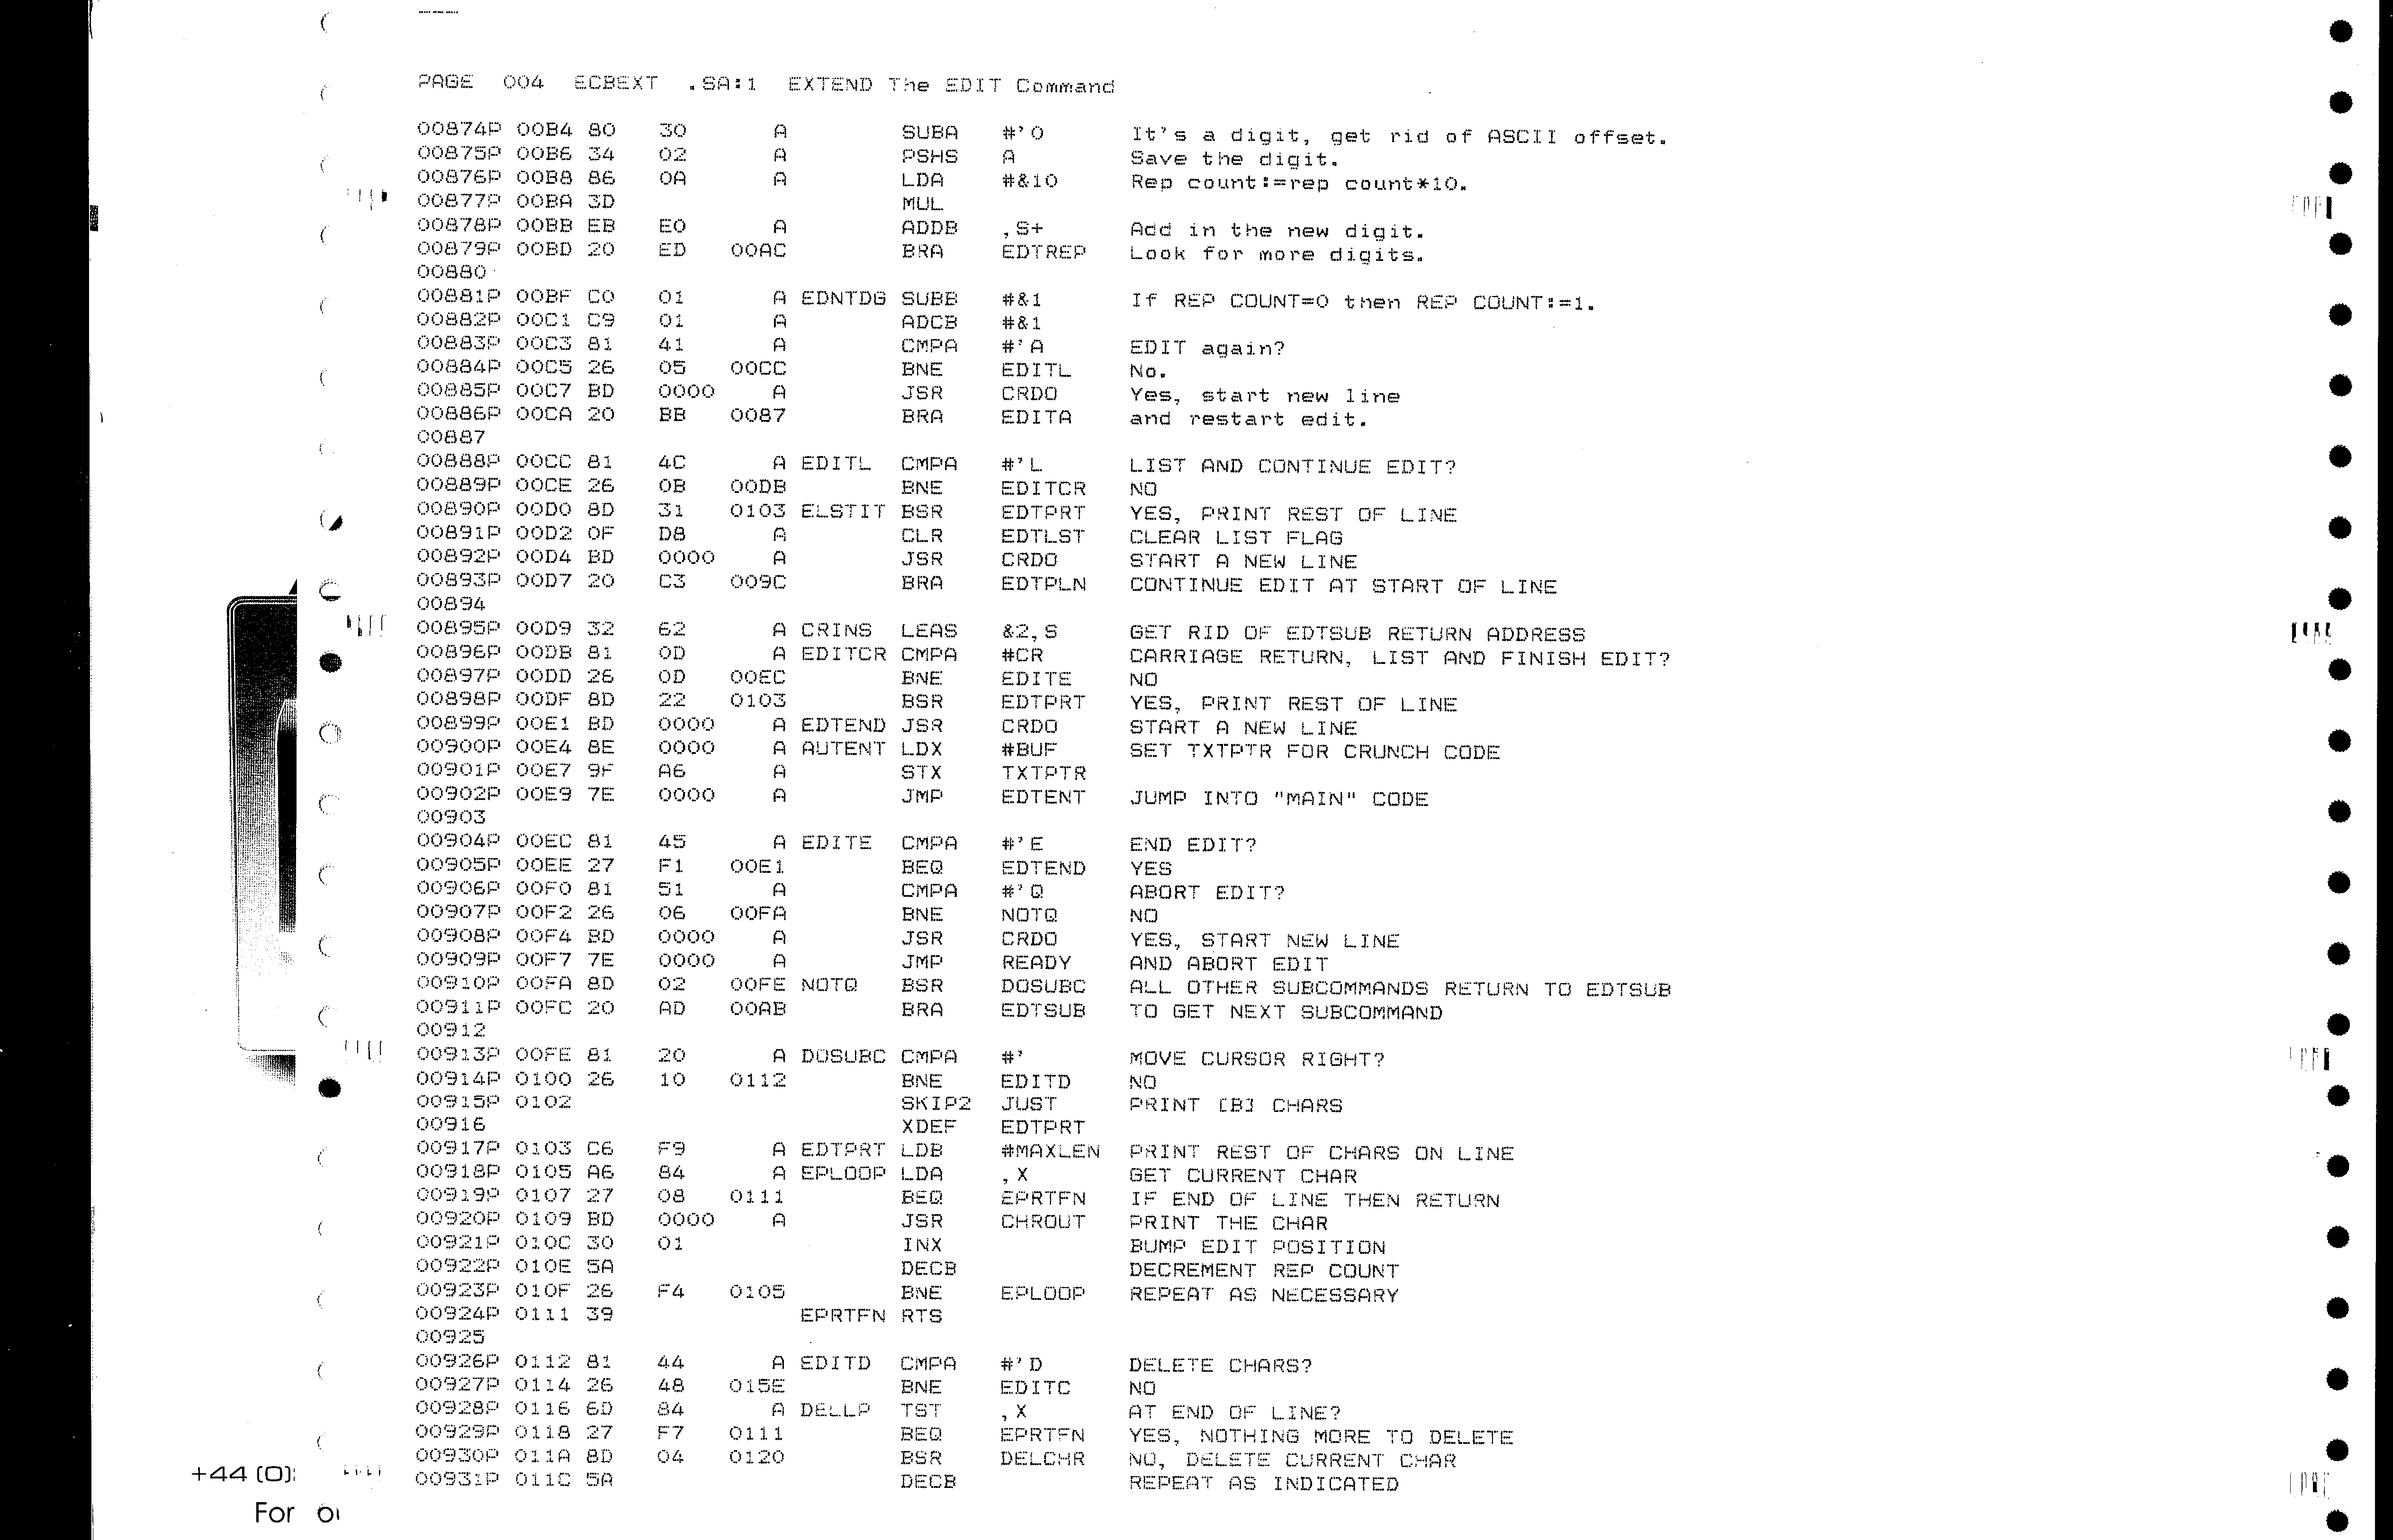 PAGE 004 ECBEXT .SA:1 EXTEND The EDIT Command
00874P 00B4 80 30 A SUBA #'0 It's a digit, get rid of ASCII offset.
00875P 00B6 34 02 A PSHS A Save the digit.
00876P 00B8 86 0A A LDA #&10 Rep count:=rep count*10.
00877P 00BA 3D MUL
00878P 00BB EB E0 A ADDB ,S+ Add in the new digit.
00879P 00BD 20 ED 00AC BRA EDTREP Look for more digits.
00880
00881P 00BF C0 01 A EDNTDG SUBB #&1 If REP COUNT=0 then REP COUNT:=1.
00882P 00C1 C9 01 A ADCB #&1
00883P 00C3 81 41 A CMPA #'A EDIT again?
00884P 00C5 26 05 00CC BNE EDITL No.
00885P 00C7 BD 0000 A JSR CRDO Yes, start new line
00886P 00CA 20 BB 0087 BRA EDITA and restart edit.
00887
00888P 00CC 81 4C A EDITL CMPA #'L LIST AND CONTINUE EDIT?
00889P 00CE 26 0B 00DB BNE EDITCR NO
00890P 00D0 8D 31 0103 ELSTIT BSR EDTPRT YES, PRINT REST OF LINE
00891P 00D2 0F D8 A CLR EDTLST CLEAR LIST FLAG
00892P 00D4 BD 0000 A JSR CRDO START A NEW LINE
00893P 00D7 20 C3 009C BRA EDTPLN CONTINUE EDIT AT START OF LINE
00894
00895P 00D9 32 62 A CRINS LEAS &2,S GET RID OF EDTSUB RETURN ADDRESS
00896P 00DB 81 0D A EDITCR CMPA #CR CARRIAGE RETURN, LIST AND FINISH EDIT?
00897P 00DD 26 0D 00EC BNE EDITE NO
00898P 00DF 8D 22 0103 BSR EDTPRT YES, PRINT REST OF LINE
00899P 00E1 BD 0000 A EDTEND JSR CRDO START A NEW LINE
00900P 00E4 8E 0000 A AUTENT LDX #BUF SET TXTPTR FOR CRUNCH CODE
00901P 00E7 9F A6 A STX TXTPTR
00902P 00E9 7E 0000 A JMP EDTENT JUMP INTO "MAIN" CODE
00903
00904P 00EC 81 45 A EDITE CMPA #'E END EDIT?
00905P 00EE 27 F1 00E1 BEQ EDTEND YES
00906P 00F0 81 51 A CMPA #'Q ABORT EDIT?
00907P 00F2 26 06 00FA BNE NOTQ NO
00908P 00F4 BD 0000 A JSR CRDO YES, START NEW LINE
00909P 00F7 7E 0000 A JMP READY AND ABORT EDIT
00910P 00FA 8D 02 00FE NOTQ BSR DOSUBC ALL OTHER SUBCOMMANDS RETURN TO EDTSUB
00911P 00FC 20 AD 00AB BRA EDTSUB TO GET NEXT SUBCOMMAND
00912
00913P 00FE 81 20 A DOSUBC CMPA #' MOVE CURSOR RIGHT?
00914P 0100 26 10 0112 BNE EDITD NO
00915P 0102 SKIP2 JUST PRINT [B] CHARS
00916 XDEF EDTPRT
00917P 0103 C6 F9 A EDTPRT LDB #MAXLEN PRINT REST OF CHARS ON LINE
00918P 0105 A6 84 A EPLOOP LDA ,X GET CURRENT CHAR
00919P 0107 27 08 0111 BEQ EPRTFN IF END OF LINE THEN RETURN
00920P 0109 BD 0000 A JSR CHROUT PRINT THE CHAR
00921P 010C 30 01 INX BUMP EDIT POSITION
00922P 010E 5A DECB DECREMENT REP COUNT
00923P 010F 26 F4 0105 BNE EPLOOP REPEAT AS NECESSARY
00924P 0111 39 EPRTFN RTS
00925
00926P 0112 81 44 A EDITD CMPA #'D DELETE CHARS?
00927P 0114 26 48 015E BNE EDITC NO
00928P 0116 6D 84 A DELLP TST ,X AT END OF LINE?
00929P 0118 27 F7 0111 BEQ EPRTFN YES, NOTHING MORE TO DELETE
00930P 011A 8D 04 0120 BSR DELCHR NO, DELETE CURRENT CHAR
00931P 011C 5A DECB REPEAT AS INDICATED
+44 (0)
For